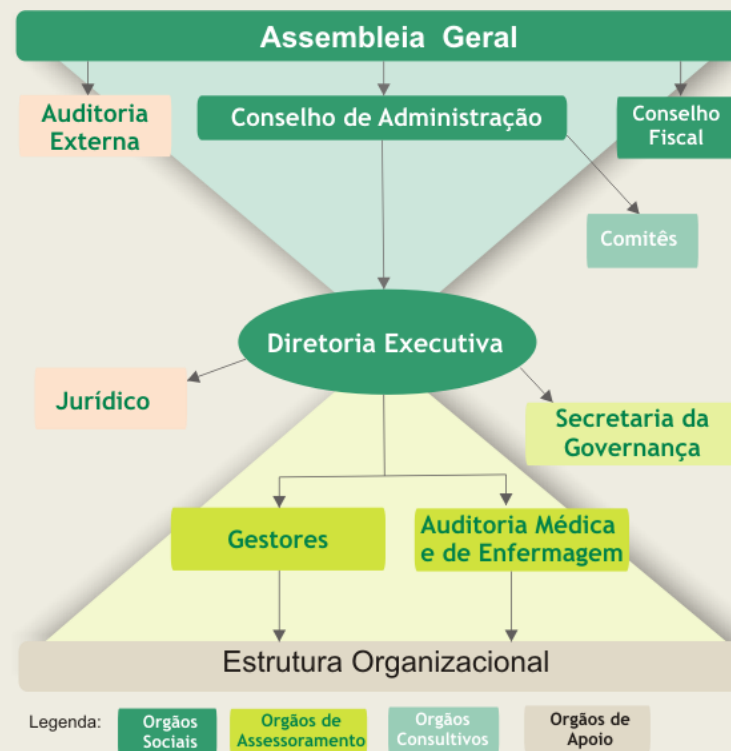 Assembleia Geral
Auditoria
Externa
Conselho de Administração
Conselho
Fiscal
Comitês
Diretoria Executiva
Jurídico
Secretaria da
Governança
Gestores
Auditoria Médica
e de Enfermagem
Estrutura Organizacional
Legenda:
Orgãos
Sociais
Orgãos de
Assessoramento
Orgãos
Consultivos
Orgãos de
Apoio